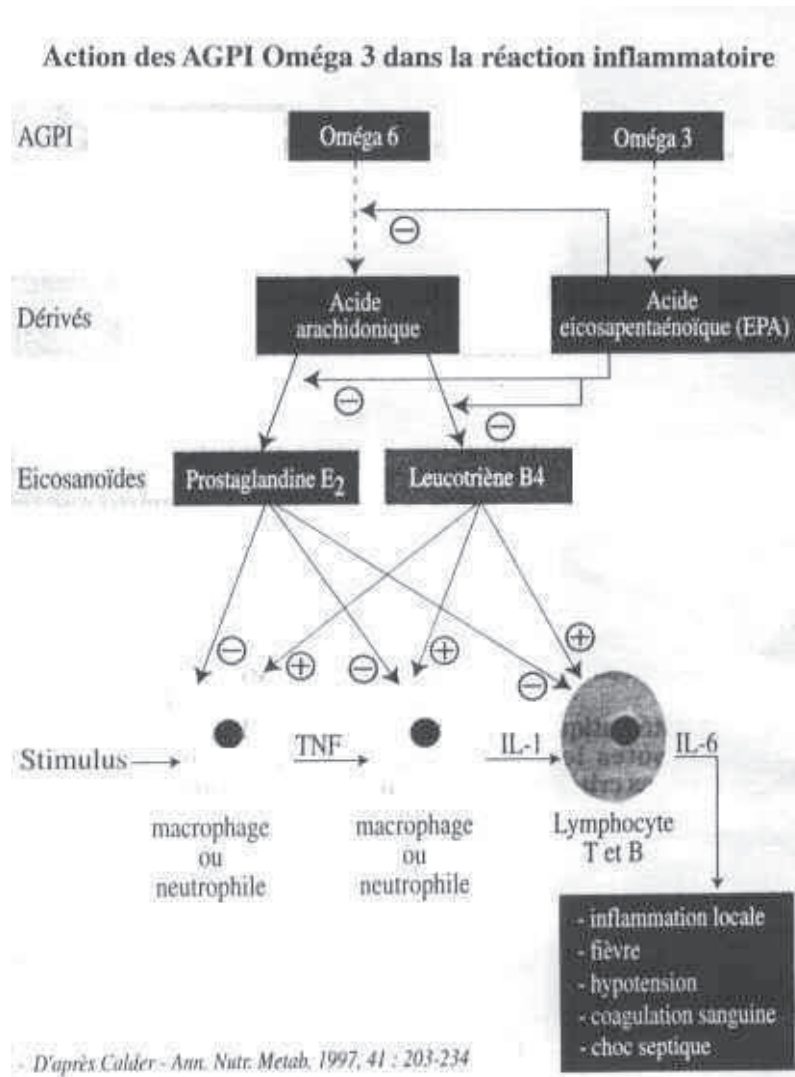 Action des AGPI Oméga 3 dans la réaction inflammatoire
AGPI
Oméga 6
Oméga 3
⊖
Dérivés
Acide
arachidonique
Acide
eicosapentaénoïque (EPA)
⊖
⊖
Eicosanoïdes
Prostaglandine E2
Leucotriène B4
⊖
⊕
⊖
⊕
⊖
⊕
Stimulus
TNF
IL-1
IL-6
macrophage
ou
neutrophile
macrophage
ou
neutrophile
Lymphocyte
T et B
- inflammation locale
- fièvre
- hypotension
- coagulation sanguine
- choc septique
- D'après Calder - Ann. Nutr. Metab, 1997, 41 : 203-234